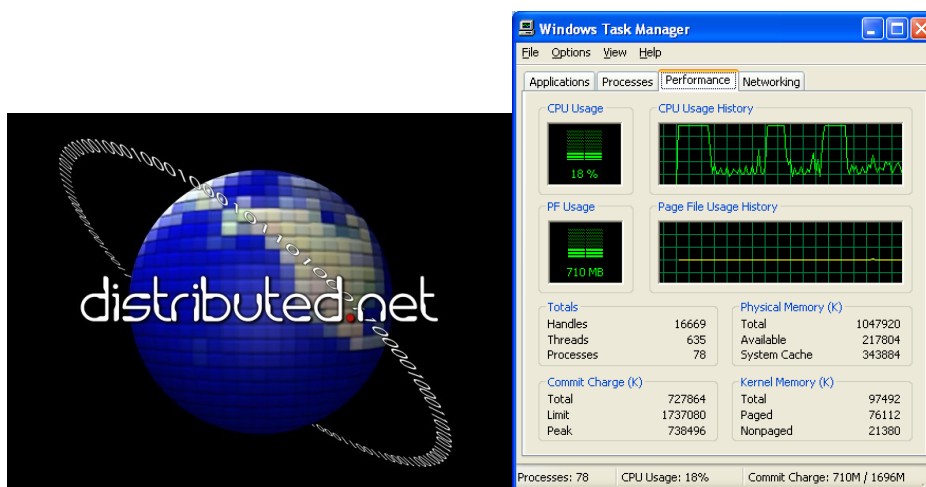 distributed.net
Windows Task Manager
File Options View Help
Applications Processes Performance Networking
CPU Usage
18 %
CPU Usage History
PF Usage
710 MB
Page File Usage History
Totals
Handles 16669
Threads 635
Processes 78
Physical Memory (K)
Total 1047920
Available 217804
System Cache 343884
Commit Charge (K)
Total 727864
Limit 1737080
Peak 738496
Kernel Memory (K)
Total 97492
Paged 76112
Nonpaged 21380
Processes: 78 CPU Usage: 18% Commit Charge: 710M / 1696M